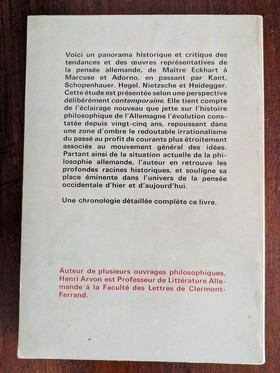 Voici un panorama historique et critique des
tendances et des œuvres représentatives de
la pensée allemande, de Maître Eckhart à
Marcuse et Adorno, en passant par Kant,
Schopenhauer, Hegel, Nietzsche et Heidegger.
Cette étude est présentée selon une perspective
délibérément contemporaine. Elle tient compte
de l'éclairage nouveau que jette sur l'histoire
philosophique de l'Allemagne l'évolution cons-
tatée depuis vingt-cinq ans, repoussant dans
une zone d'ombre le redoutable irrationalisme
du passé au profit de courants plus étroitement
associés au mouvement général des idées.
Partant ainsi de la situation actuelle de la phi-
losophie allemande, l'auteur en retrouve les
profondes racines historiques, et souligne sa
place éminente dans l'univers de la pensée
occidentale d'hier et d'aujourd'hui.
Une chronologie détaillée complète ce livre.
Auteur de plusieurs ouvrages philosophiques,
Henri Arvon est Professeur de Littérature Alle-
mande à la Faculté des Lettres de Clermont-
Ferrand.